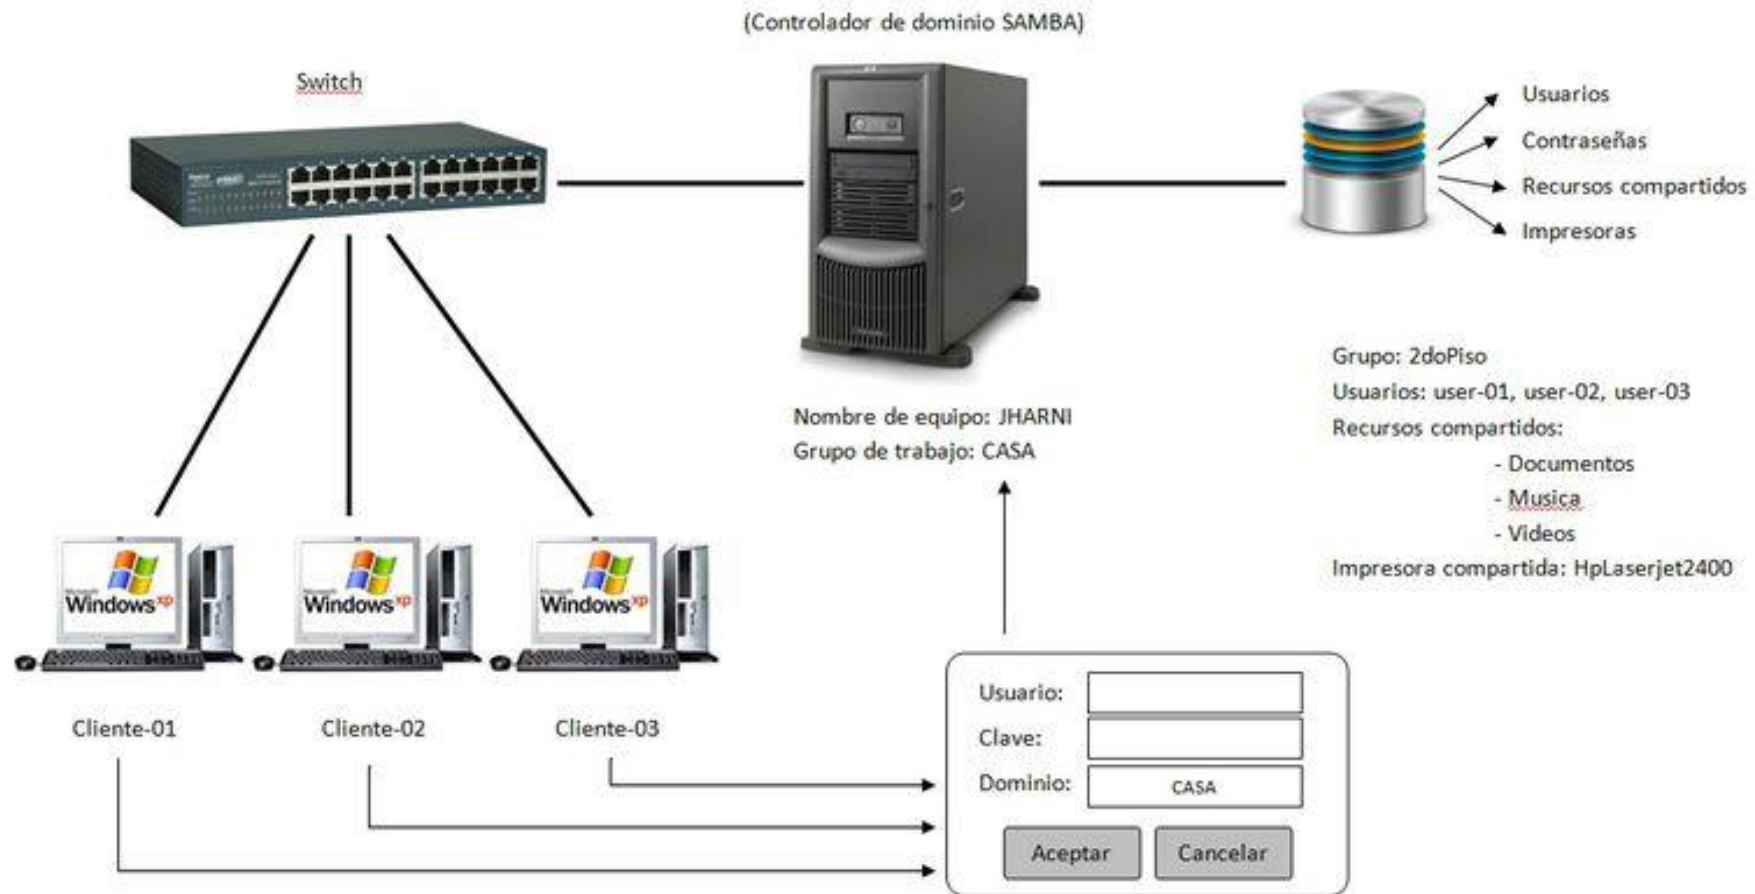 (Controlador de dominio SAMBA)
Switch
Usuarios
Contraseñas
Recursos compartidos
Impresoras
Nombre de equipo: JHARNI
Grupo de trabajo: CASA
Grupo: 2doPiso
Usuarios: user-01, user-02, user-03
Recursos compartidos:
- Documentos
- Musica
- Videos
Impresora compartida: HpLaserjet2400
Windows xp
Windows xp
Windows xp
Cliente-01
Cliente-02
Cliente-03
Usuario:
Clave:
Dominio: CASA
Aceptar
Cancelar